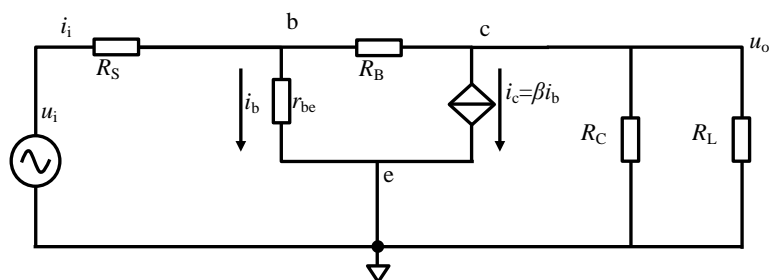 i_i
b
c
u_o
R_S
R_B
i_b
r_be
i_c=βi_b
u_i
R_C
R_L
e